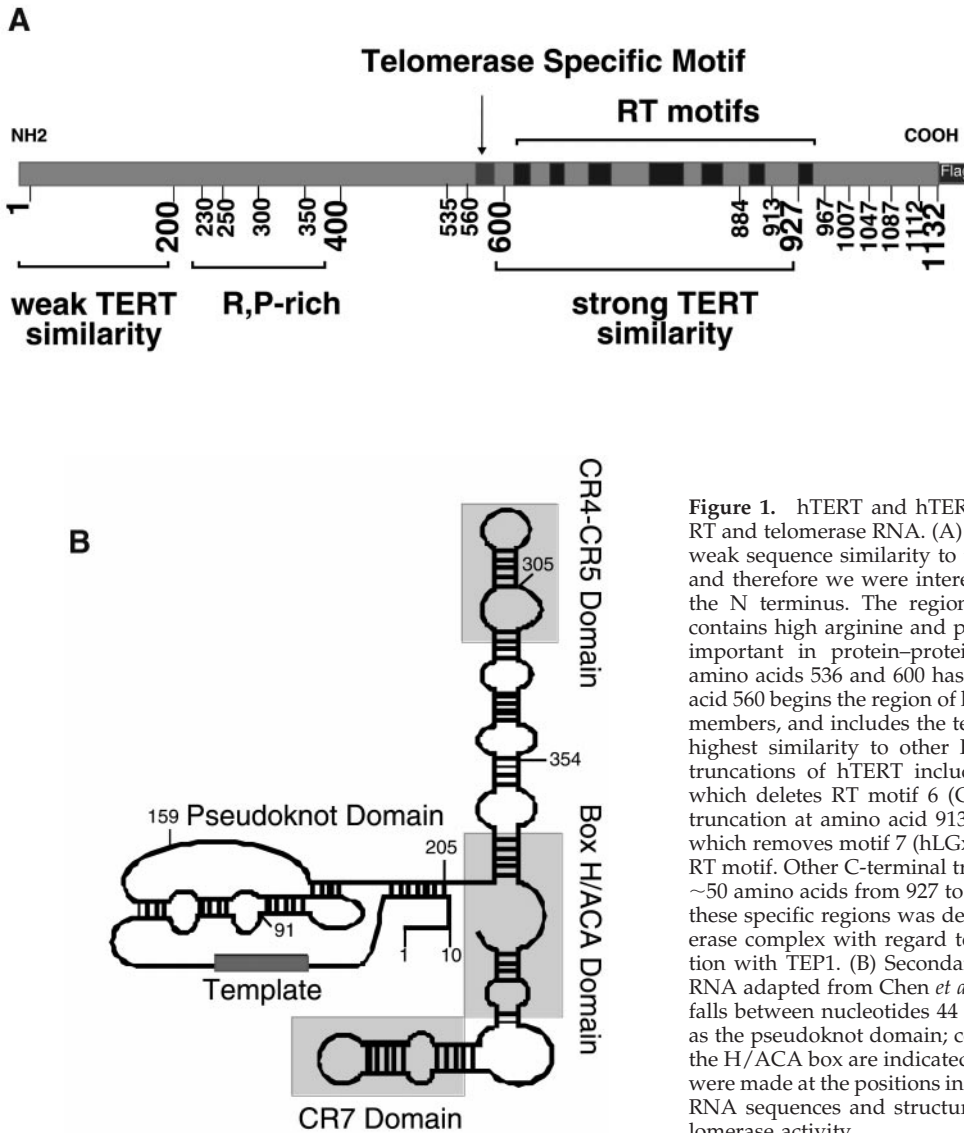 A
Telomerase Specific Motif
RT motifs
NH2
COOH
Flag
1
200
230
250
300
350
400
535
560
600
884
913
927
967
1007
1047
1087
1112
1132
weak TERT
similarity
R,P-rich
strong TERT
similarity
B
CR4-CR5 Domain
305
354
159 Pseudoknot Domain
205
91
1 10
Template
Box H/ACA Domain
CR7 Domain
Figure 1. hTERT and hTER
RT and telomerase RNA. (A)
weak sequence similarity to
and therefore we were intere
the N terminus. The region
contains high arginine and p
important in protein–protei
amino acids 536 and 600 has
acid 560 begins the region of
members, and includes the te
highest similarity to other
truncations of hTERT includ
which deletes RT motif 6 (C
truncation at amino acid 913
which removes motif 7 (hLGx
RT motif. Other C-terminal tr
~50 amino acids from 927 to
these specific regions was de
erase complex with regard to
tion with TEP1. (B) Seconda
RNA adapted from Chen et a
falls between nucleotides 44
as the pseudoknot domain; c
the H/ACA box are indicated
were made at the positions in
RNA sequences and structur
lomerase activity